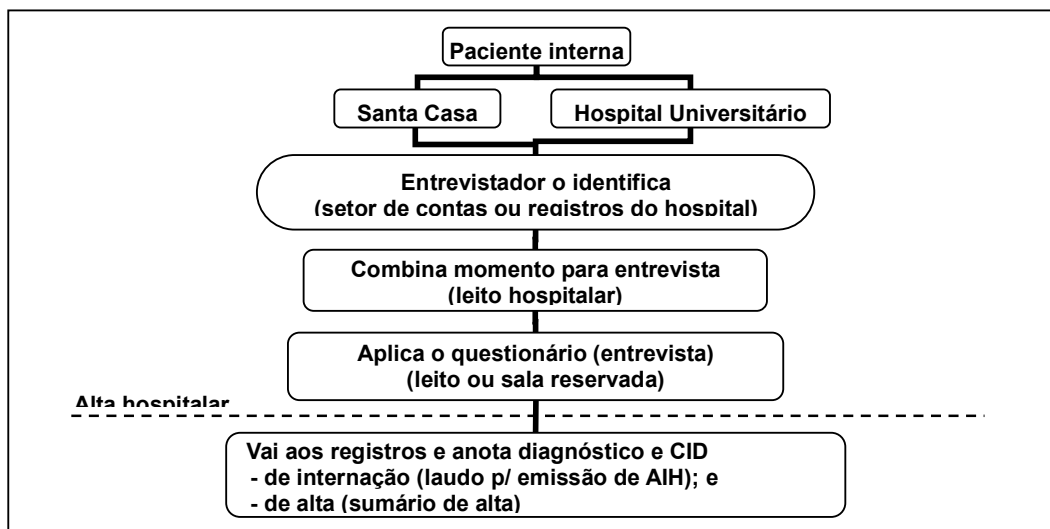 Paciente interna
Santa Casa
Hospital Universitário
Entrevistador o identifica
(setor de contas ou registros do hospital)
Combina momento para entrevista
(leito hospitalar)
Aplica o questionário (entrevista)
(leito ou sala reservada)
Alta hospitalar
Vai aos registros e anota diagnóstico e CID
- de internação (laudo p/ emissão de AIH); e
- de alta (sumário de alta)